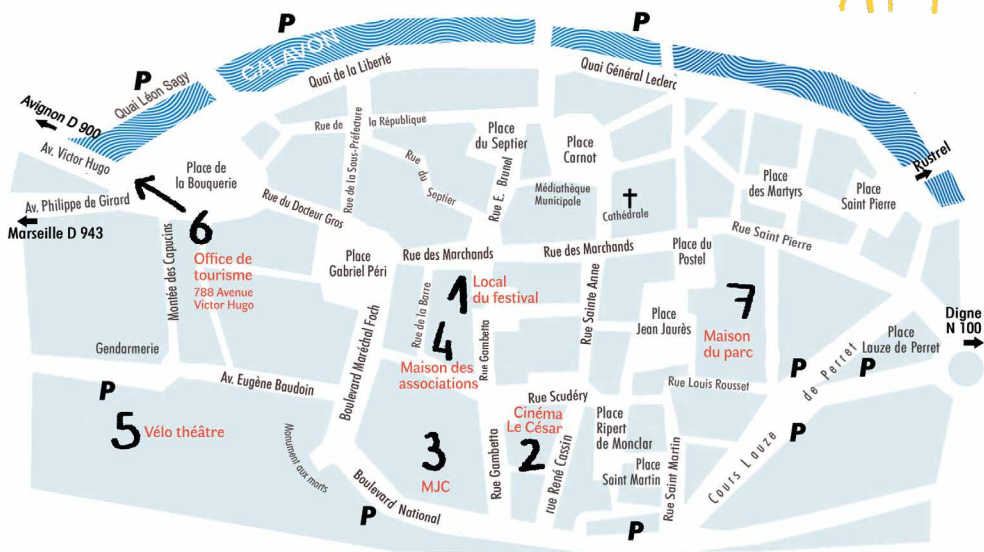 P
P
P
CALAVON
Quai Léon Sagy
Quai de la Liberté
Quai Général Leclerc
Avignon D 900
Av. Victor Hugo
Av. Philippe de Girard
Marseille D 943
Place de
la Bouquerie
Rue de la République
Rue de la Sous-Préfecture
Rue du Septier
Place
du Septier
Rue E. Brunel
Place
Carnot
Médiathèque
Municipale
Cathédrale
Place
des Martyrs
Place
Saint Pierre
Rustrel
Rue du Docteur Gros
Place
Gabriel Péri
Rue des Marchands
Rue des Marchands
Place du
Postel
Rue Saint Pierre
6
Office de
tourisme
788 Avenue
Victor Hugo
Montée des Capucins
Gendarmerie
Boulevard Maréchal Foch
Rue de la Barre
1
Local
du festival
4
Maison des
associations
Rue Gambetta
Rue Sainte Anne
Place
Jean Jaurès
7
Maison
du parc
Digne
N 100
Place
Lauze de Perret
P
P
P
Cours Lauze de Perret
Rue Louis Rousset
P
5
Vélo théâtre
Av. Eugène Baudoin
Monument aux morts
3
MJC
Rue Gambetta
Rue Scudéry
Cinéma
Le César
2
rue René Cassin
Place
Ripert
de Monclar
Place
Saint Martin
Rue Saint Martin
Boulevard National
P
P